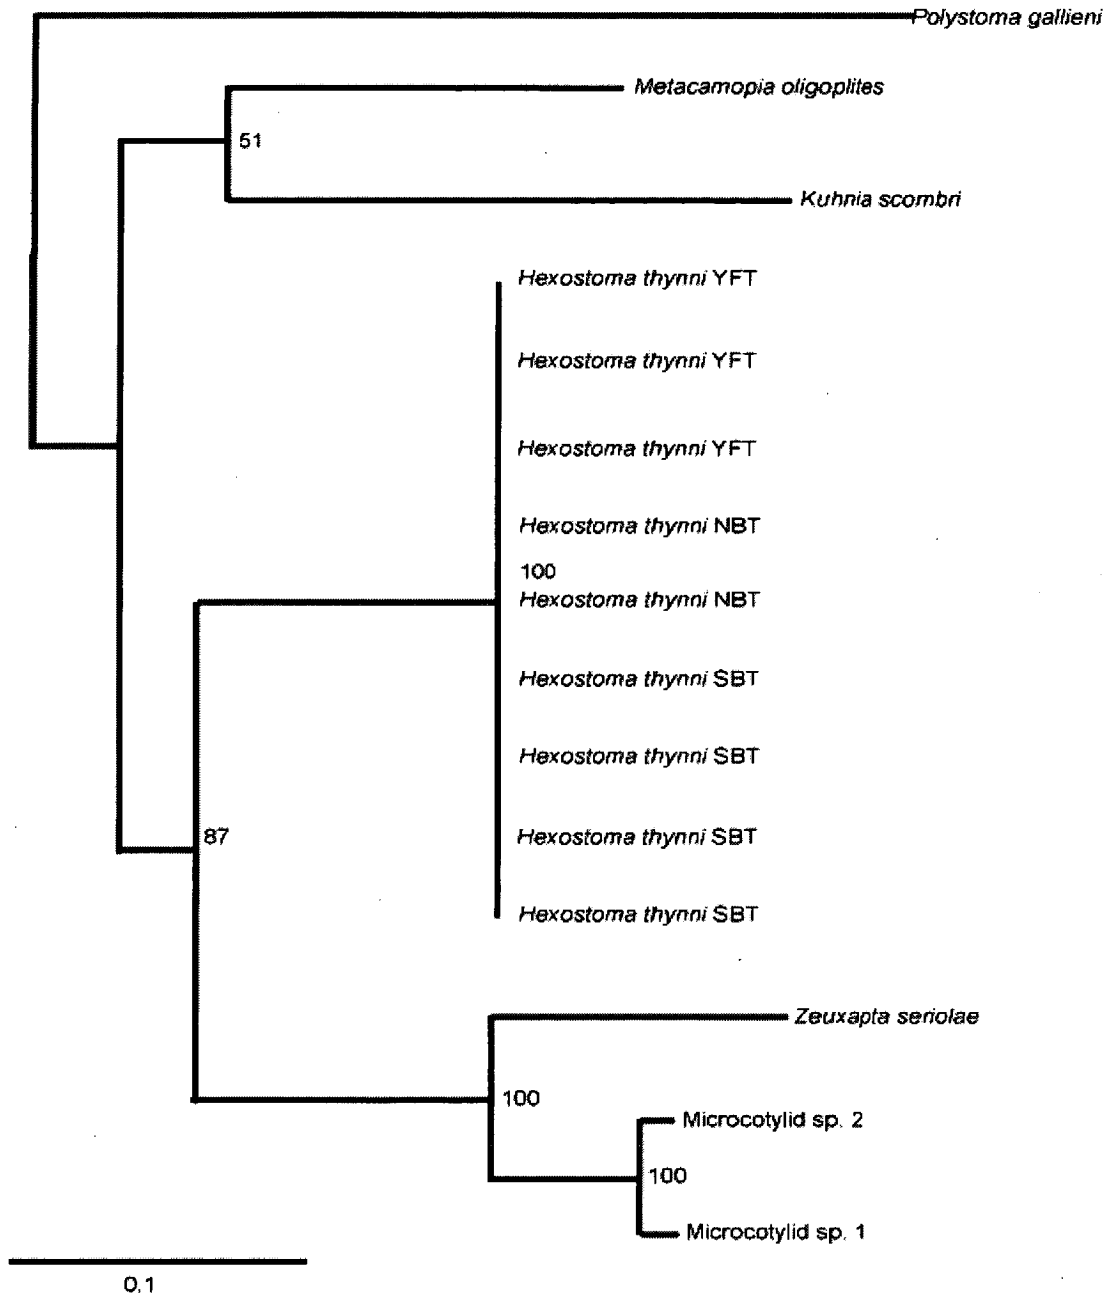 Polystoma gallieni
Metacamopia oligoplites
51
Kuhnia scombri
Hexostoma thynni YFT
Hexostoma thynni YFT
Hexostoma thynni YFT
Hexostoma thynni NBT
100
Hexostoma thynni NBT
Hexostoma thynni SBT
Hexostoma thynni SBT
87
Hexostoma thynni SBT
Hexostoma thynni SBT
Zeuxapta seriolae
100
Microcotylid sp. 2
100
Microcotylid sp. 1
0.1